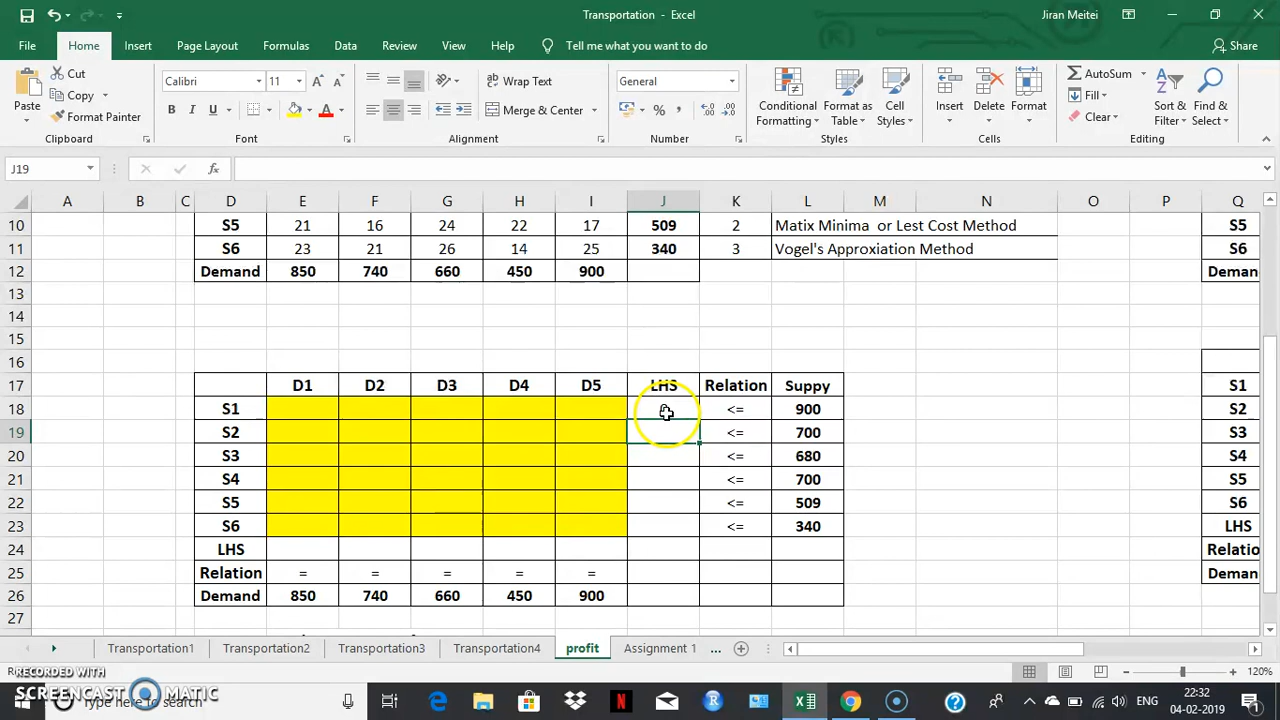 Transportation - Excel
Jiran Meitei
File Home Insert Page Layout Formulas Data Review View Help Tell me what you want to do Share
Paste Cut Copy Format Painter Clipboard
Calibri 11 B I U Font
Wrap Text Merge & Center Alignment
General % Number
Conditional Formatting Format as Table Cell Styles Styles
Insert Delete Format Cells
AutoSum Fill Clear Sort & Filter Find & Select Editing
J19 fx
A B C D E F G H I J K L M N O P Q
10 S5 21 16 24 22 17 509 2 Matix Minima or Lest Cost Method S5
11 S6 23 21 26 14 25 340 3 Vogel's Approxiation Method S6
12 Demand 850 740 660 450 900 Deman
13
14
15
16
17 D1 D2 D3 D4 D5 LHS Relation Suppy S1
18 S1 <= 900 S2
19 S2 <= 700 S3
20 S3 <= 680 S4
21 S4 <= 700 S5
22 S5 <= 509 S6
23 S6 <= 340 LHS
24 LHS Relatio
25 Relation = = = = = Deman
26 Demand 850 740 660 450 900
27
Transportation1 Transportation2 Transportation3 Transportation4 profit Assignment 1 ...
120%
RECORDED WITH
SCREENCAST MATIC
Type here to search
ENG 22:32
04-02-2019